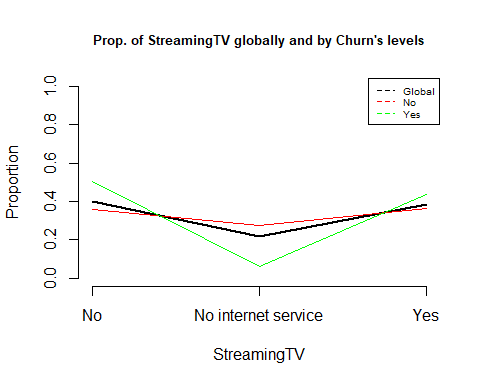 Prop. of StreamingTV globally and by Churn's levels
Global
No
Yes
Proportion
1.0
0.8
0.6
0.4
0.2
0.0
No
No internet service
Yes
StreamingTV